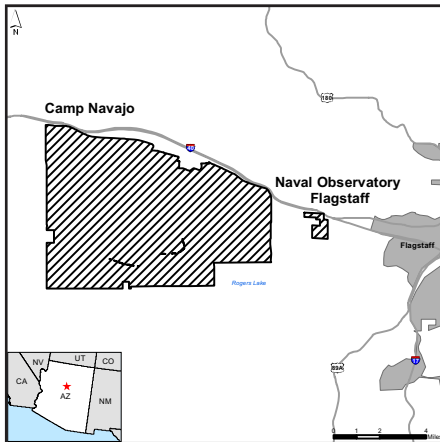 N
180
Camp Navajo
40
Naval Observatory
Flagstaff
Flagstaff
Rogers Lake
89A
17
NV
UT
CO
CA
AZ
NM
0
1
2
4
Miles